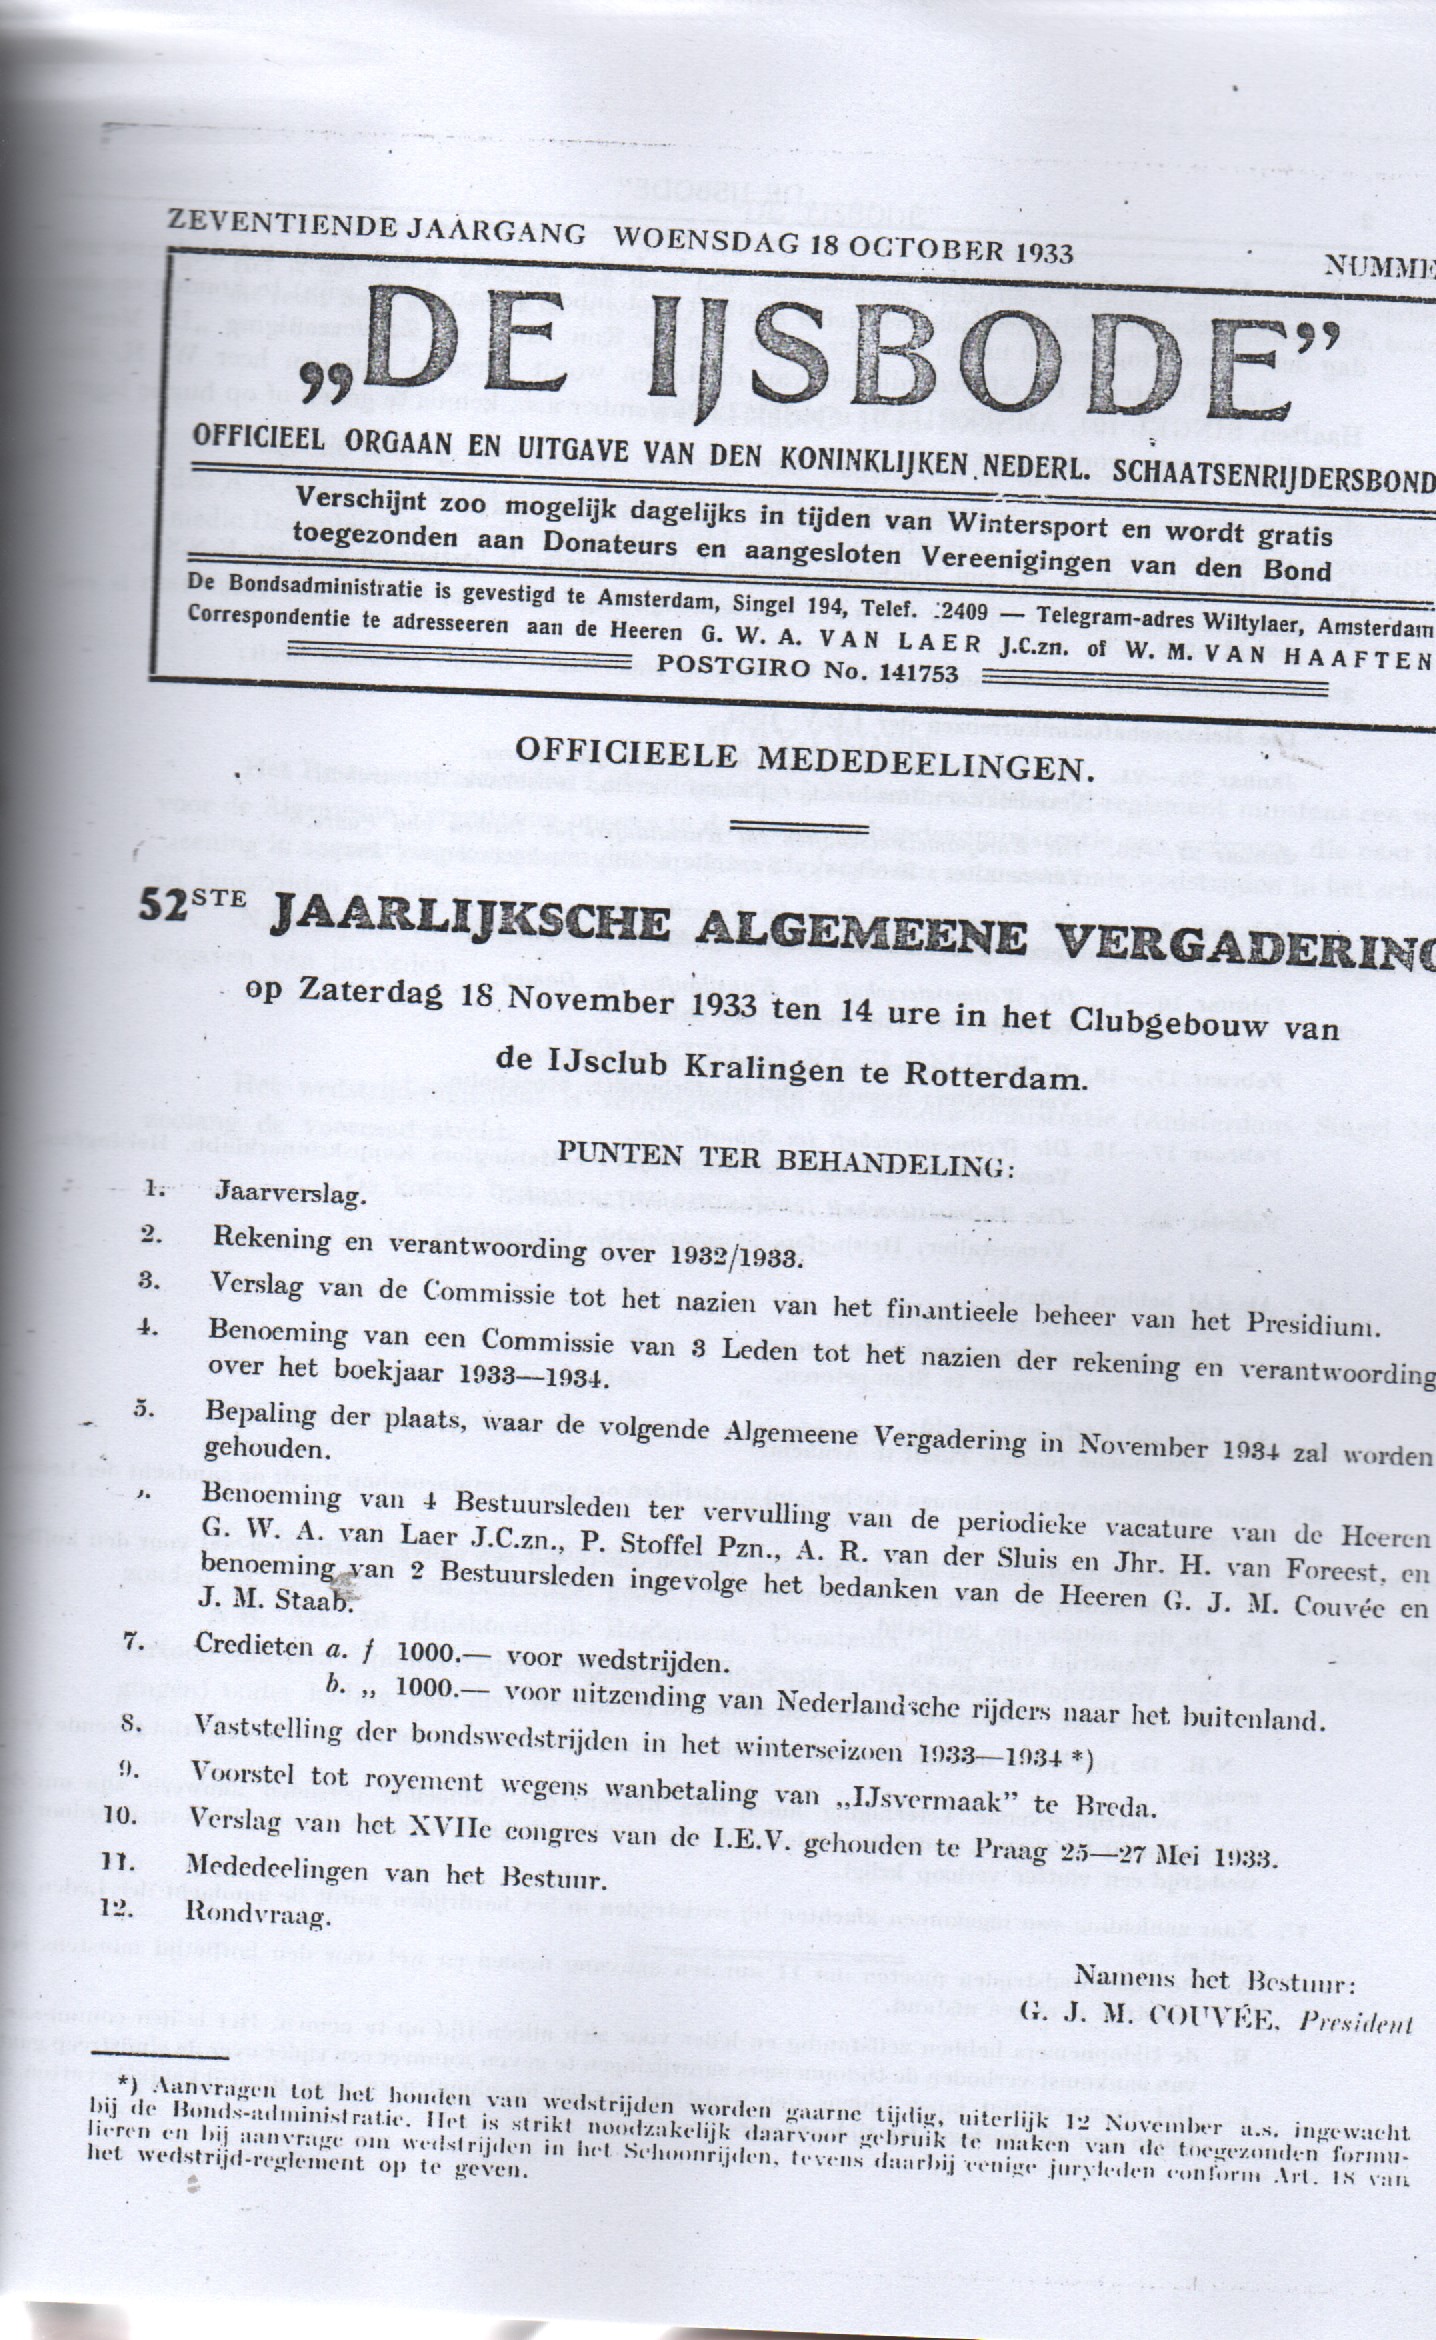 ZEVENTIENDE JAARGANG WOENSDAG 18 OCTOBER 1933 NUMME
„DE IJSBODE”
OFFICIEEL ORGAAN EN UITGAVE VAN DEN KONINKLIJKEN NEDERL. SCHAATSENRIJDERSBOND
Verschijnt zoo mogelijk dagelijks in tijden van Wintersport en wordt gratis
toegezonden aan Donateurs en aangesloten Vereenigingen van den Bond
De Bondsadministratie is gevestigd te Amsterdam, Singel 194, Telef. 2409 — Telegram-adres Wiltylaer, Amsterdam
Correspondentie te adresseeren aan de Heeren G. W. A. VAN LAER J.C.zn. of W. M. VAN HAAFTEN
POSTGIRO No. 141753
OFFICIEELE MEDEDEELINGEN.
52STE JAARLIJKSCHE ALGEMEENE VERGADERING
op Zaterdag 18 November 1933 ten 14 ure in het Clubgebouw van
de IJsclub Kralingen te Rotterdam.
PUNTEN TER BEHANDELING:
1. Jaarverslag.
2. Rekening en verantwoording over 1932/1933.
3. Verslag van de Commissie tot het nazien van het finantieele beheer van het Presidium.
4. Benoeming van een Commissie van 3 Leden tot het nazien der rekening en verantwoording
over het boekjaar 1933—1934.
5. Bepaling der plaats, waar de volgende Algemeene Vergadering in November 1934 zal worden
gehouden.
Benoeming van 4 Bestuursleden ter vervulling van de periodieke vacature van de Heeren
G. W. A. van Laer J.C.zn., P. Stoffel Pzn., A. R. van der Sluis en Jhr. H. van Foreest, en
benoeming van 2 Bestuursleden ingevolge het bedanken van de Heeren G. J. M. Couvée en
J. M. Staab.
7. Credieten a. f 1000.— voor wedstrijden.
b. „ 1000.— voor uitzending van Nederlandsche rijders naar het buitenland.
8. Vaststelling der bondswedstrijden in het winterseizoen 1933—1934 *)
9. Voorstel tot royement wegens wanbetaling van „IJsvermaak” te Breda.
10. Verslag van het XVIIe congres van de I.E.V. gehouden te Praag 25—27 Mei 1933.
11. Mededeelingen van het Bestuur.
12. Rondvraag.
Namens het Bestuur:
G. J. M. COUVÉE, President
*) Aanvragen tot het houden van wedstrijden worden gaarne tijdig, uiterlijk 12 November a.s. ingewacht
bij de Bonds-administratie. Het is strikt noodzakelijk daarvoor gebruik te maken van de toegezonden formu-
lieren en bij aanvrage om wedstrijden in het Schoonrijden, tevens daarbij eenige juryleden conform Art. 18 van
het wedstrijd-reglement op te geven.